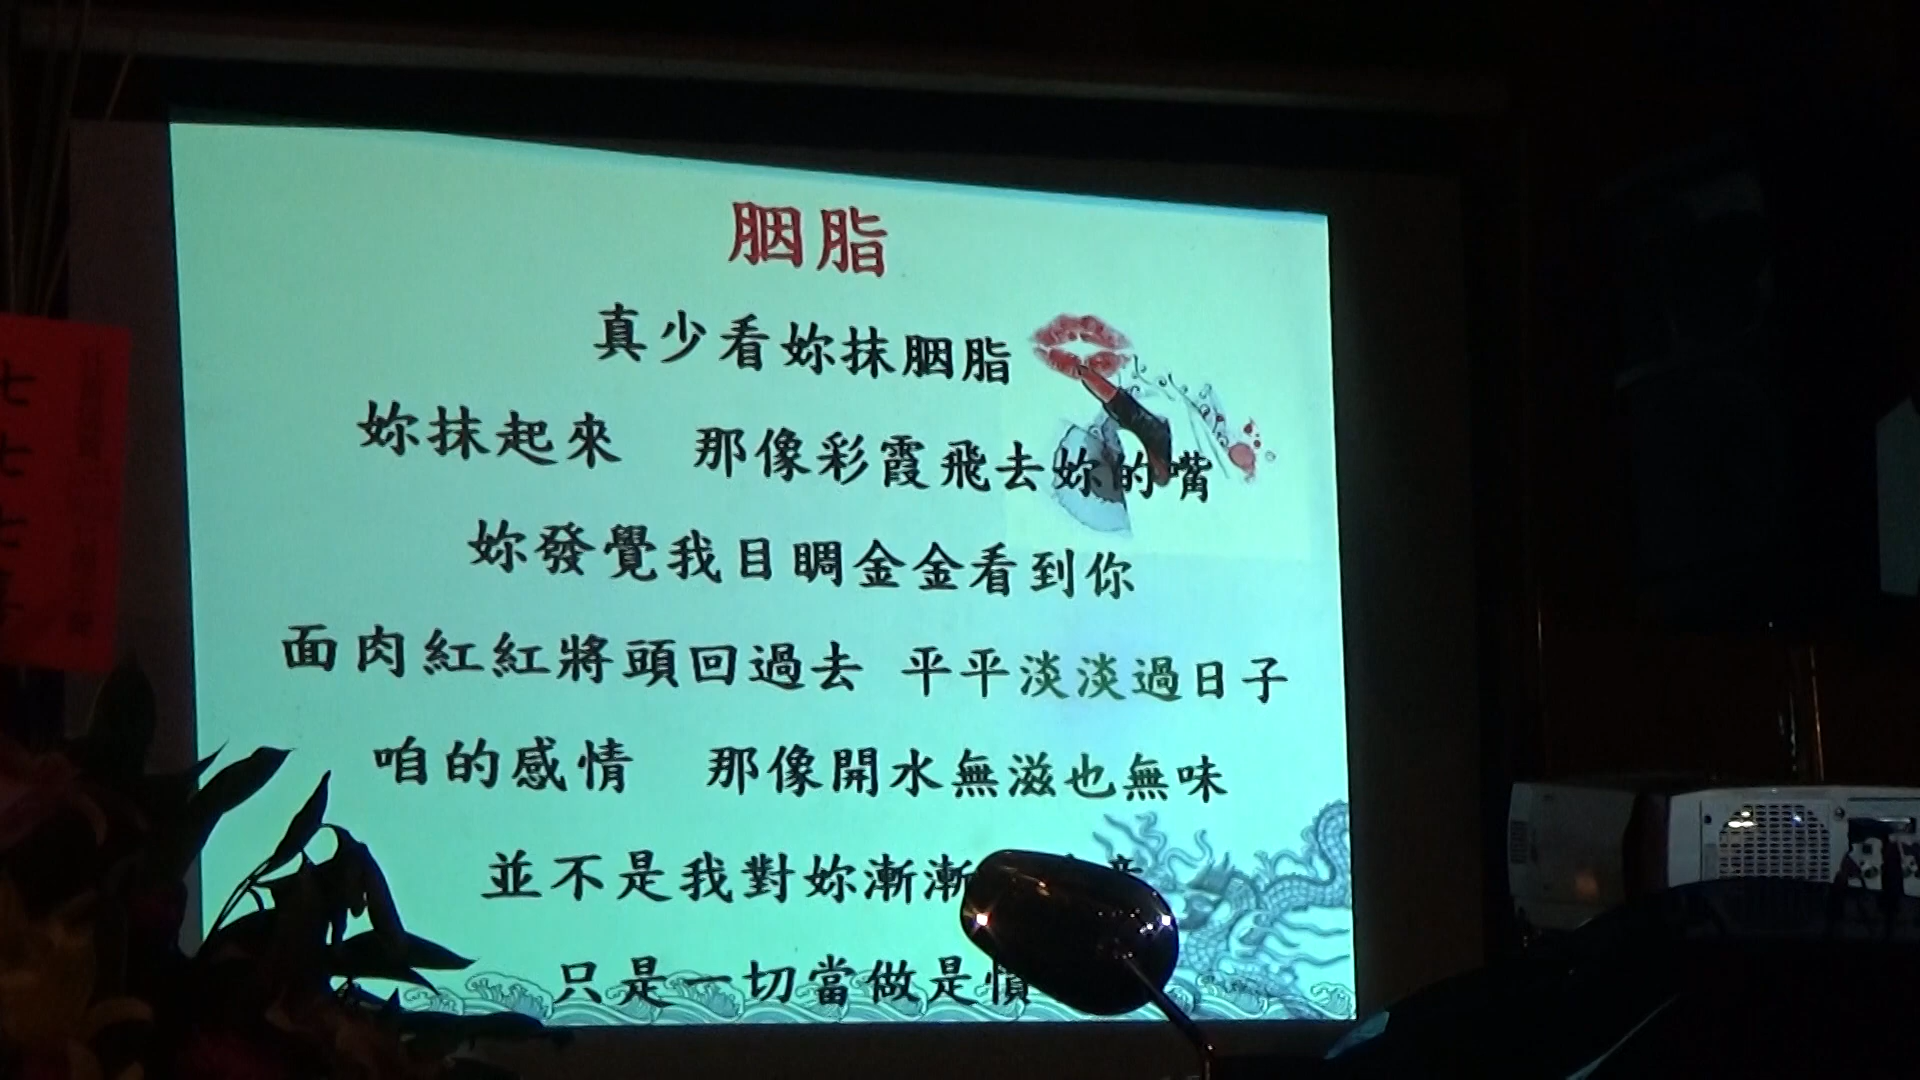 胭脂
真少看妳抹胭脂
妳抹起來 那像彩霞飛去妳的嘴
妳發覺我目睭金金看到你
面肉紅紅將頭回過去 平平淡淡過日子
咱的感情 那像開水無滋也無味
並不是我對妳漸漸
只是一切當做是慣
七七七